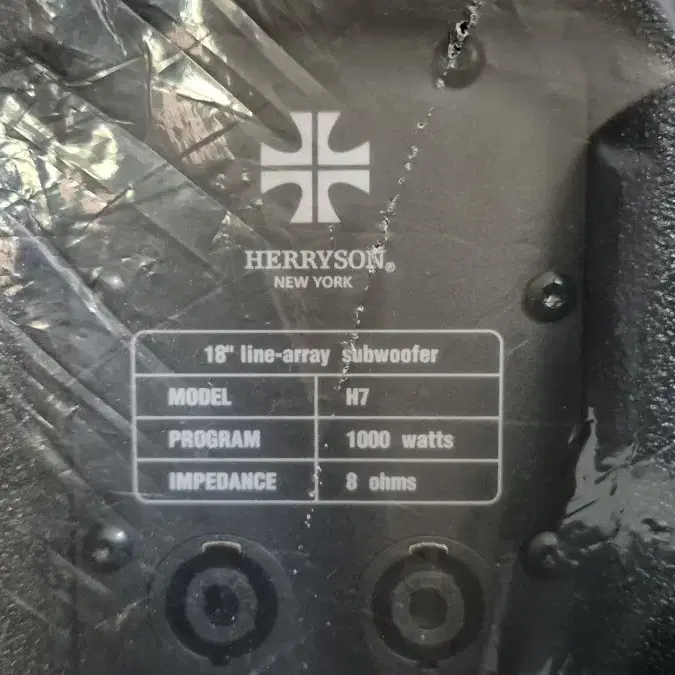 HERRYSON®
NEW YORK
18" line-array subwoofer
MODEL H7
PROGRAM 1000 watts
IMPEDANCE 8 ohms